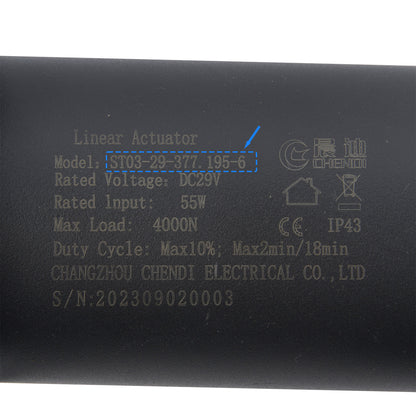 Linear Actuator
Model: ST03-29-377.195-6
Rated Voltage: DC29V
Rated Input: 55W
Max Load: 4000N
Duty Cycle: Max10%; Max2min/18min
CHANGZHOU CHENDI ELECTRICAL CO.,LTD
S/N:202309020003
晨迪
CHENDI
CE IP43